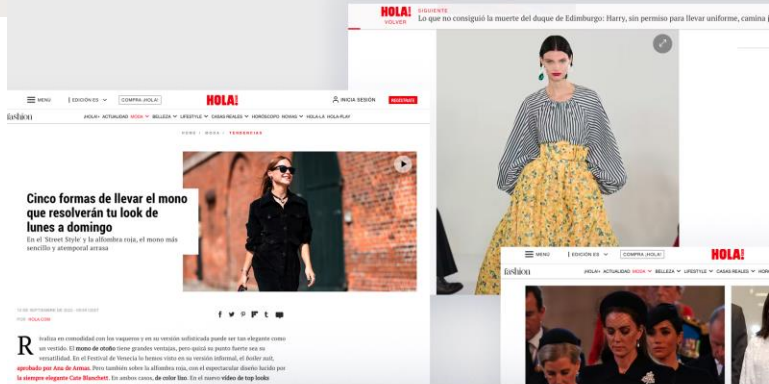 HOLA!
VOLVER
SIGUIENTE
Lo que no consiguió la muerte del duque de Edimburgo: Harry, sin permiso para llevar uniforme, camina j
MENÚ
EDICIÓN ES
COMPRA ¡HOLA!
HOLA!
INICIA SESIÓN
REGÍSTRATE
fashion
¡HOLA!+ ACTUALIDAD MODA BELLEZA LIFESTYLE CASAS REALES HORÓSCOPO NOVIAS HOLA-LA HOLA-PLAY
HOME MODA TENDENCIAS
Cinco formas de llevar el mono
que resolverán tu look de
lunes a domingo
En el 'Street Style' y la alfombra roja, el mono más
sencillo y atemporal arrasa
POR HOLA.COM
ivaliza en comodidad con los vaqueros y en su versión sofisticada puede ser tan elegante como
un vestido. El mono de otoño tiene grandes ventajas, pero quizá su punto fuerte sea su
versatilidad. En el Festival de Venecia lo hemos visto en su versión informal, el boiler suit,
aprobado por Ana de Armas. Pero también sobre la alfombra roja, con el espectacular diseño lucido por
la siempre elegante Cate Blanchett. En ambos casos, de color liso. En el nuevo vídeo de top looks
MENÚ
EDICIÓN ES
COMPRA ¡HOLA!
HOLA!
fashion
¡HOLA!+ ACTUALIDAD MODA BELLEZA LIFESTYLE CASAS REALES HOR